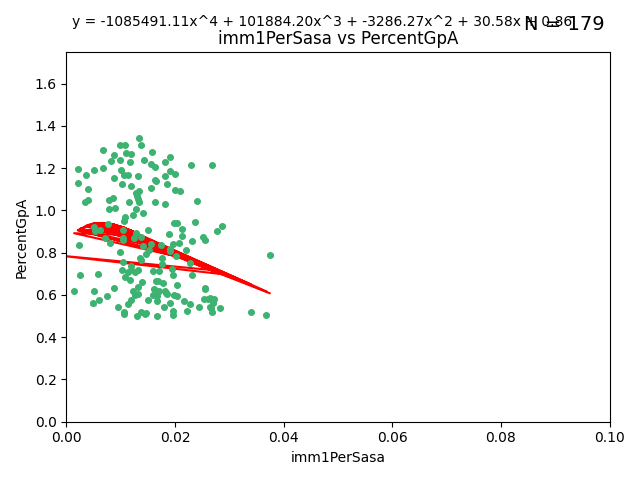 y = -1085491.11x^4 + 101884.20x^3 + -3286.27x^2 + 30.58x + 0.86
N = 179
imm1PerSasa vs PercentGpA
PercentGpA
1.6
1.4
1.2
1.0
0.8
0.6
0.4
0.2
0.0
0.00 0.02 0.04 0.06 0.08 0.10
imm1PerSasa